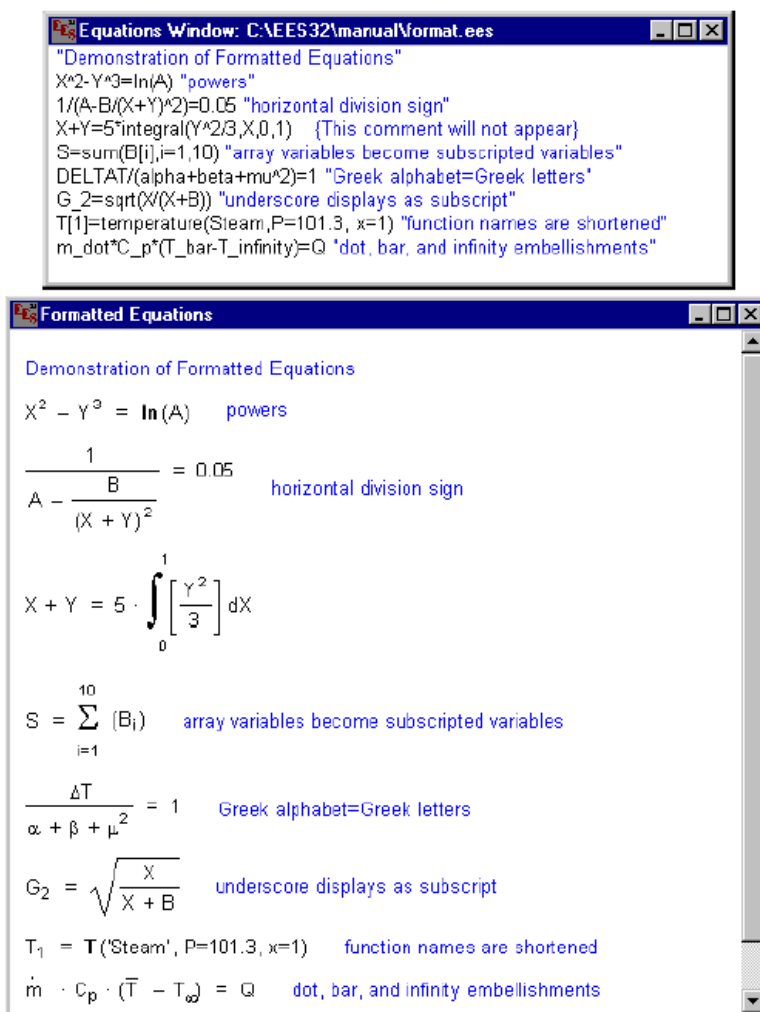 Equations Window: C:\EES32\manual\format.ees
"Demonstration of Formatted Equations"
X^2-Y^3=ln(A) "powers"
1/(A-B/(X+Y)^2)=0.05 "horizontal division sign"
X+Y=5*integral(Y^2/3,X,0,1) {This comment will not appear}
S=sum(B[i],i=1,10) "array variables become subscripted variables"
DELTAT/(alpha+beta+mu^2)=1 "Greek alphabet=Greek letters"
G_2=sqrt(X/(X+B)) "underscore displays as subscript"
T[1]=temperature(Steam,P=101.3, x=1) "function names are shortened"
m_dot*C_p*(T_bar-T_infinity)=Q "dot, bar, and infinity embellishments"
Formatted Equations
Demonstration of Formatted Equations
X² – Y³ = ln(A) powers
1 / (A – B / (X + Y)²) = 0.05 horizontal division sign
X + Y = 5 · ∫₀¹ [Y² / 3] dX
S = Σ_{i=1}^{10} (Bᵢ) array variables become subscripted variables
ΔT / (α + β + μ²) = 1 Greek alphabet=Greek letters
G₂ = √(X / (X + B)) underscore displays as subscript
T₁ = T('Steam', P=101.3, x=1) function names are shortened
ṁ · Cₚ · (T̄ – T∞) = Q dot, bar, and infinity embellishments